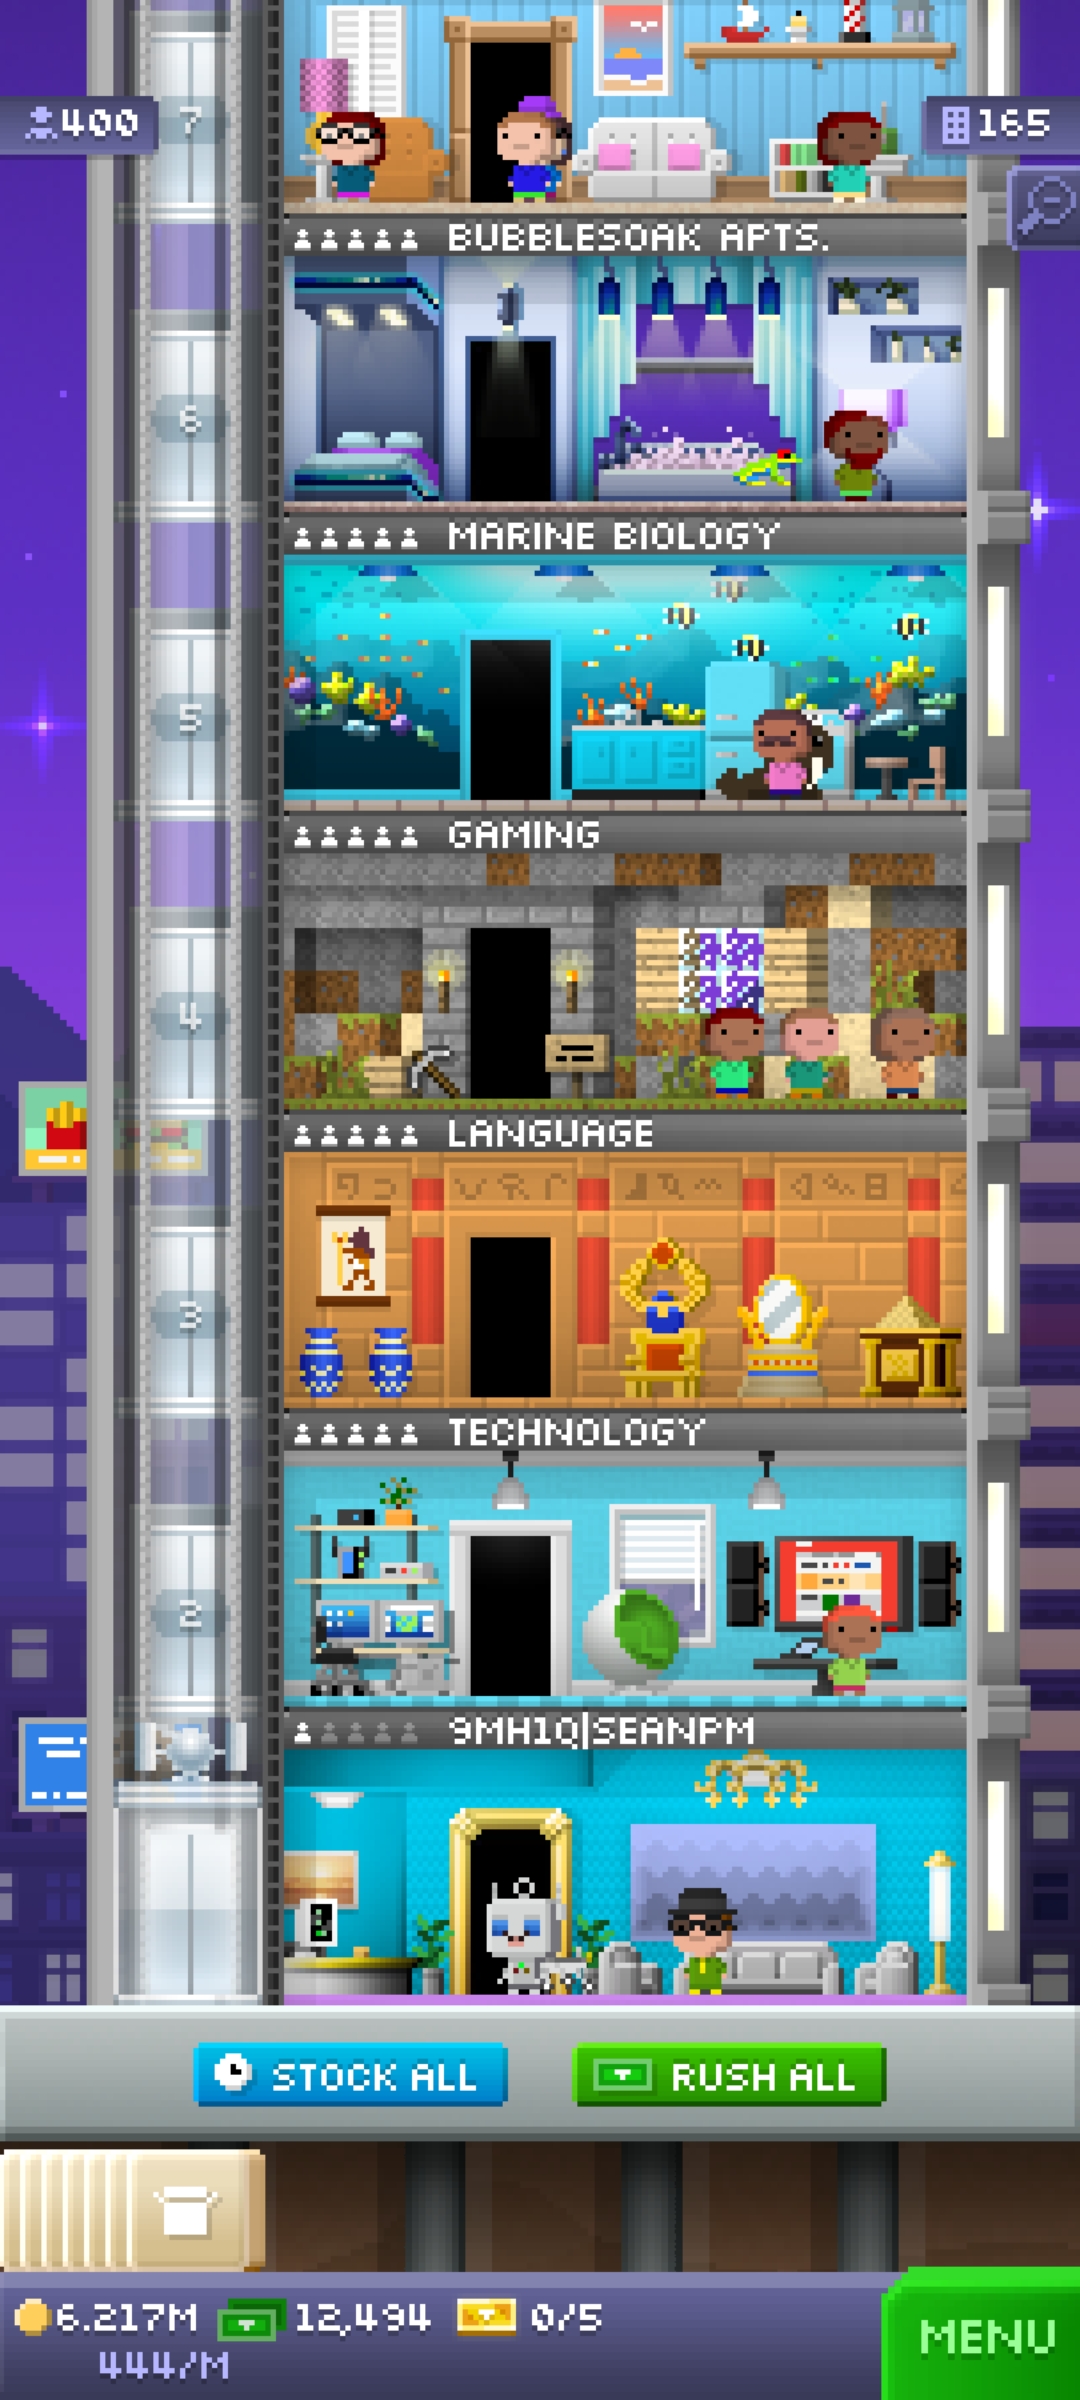 7
400
165
BUBBLESOAK APTS.
6
MARINE BIOLOGY
5
GAMING
4
LANGUAGE
3
TECHNOLOGY
2
9MH1Q|SEANPM
STOCK ALL
RUSH ALL
6.217M
12,494
0/5
444/M
MENU